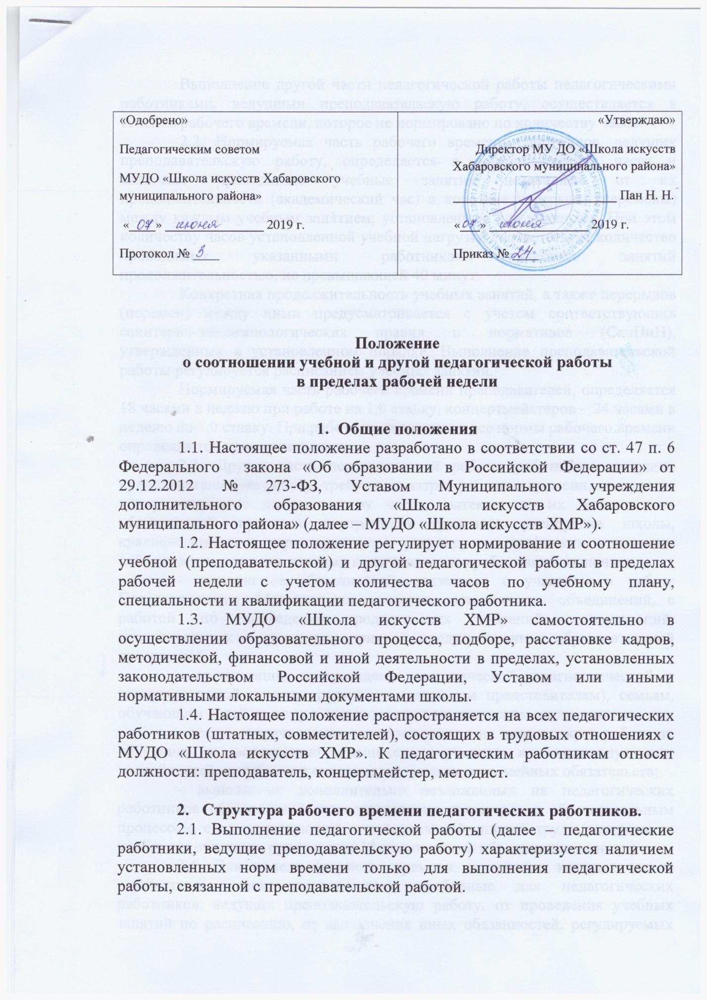 «Одобрено»
Педагогическим советом
МУДО «Школа искусств Хабаровского
муниципального района»
« 07 » июня 2019 г.
Протокол № 3
«Утверждаю»
Директор МУДО «Школа искусств
Хабаровского муниципального района»
Пан Н. Н.
« 07 » июня 2019 г.
Приказ № 24
Положение
о соотношении учебной и другой педагогической работы
в пределах рабочей недели
1. Общие положения
1.1. Настоящее положение разработано в соответствии со ст. 47 п. 6
Федерального закона «Об образовании в Российской Федерации» от
29.12.2012 № 273-ФЗ, Уставом Муниципального учреждения
дополнительного образования «Школа искусств Хабаровского
муниципального района» (далее – МУДО «Школа искусств ХМР»).
1.2. Настоящее положение регулирует нормирование и соотношение
учебной (преподавательской) и другой педагогической работы в пределах
рабочей недели с учетом количества часов по учебному плану,
специальности и квалификации педагогического работника.
1.3. МУДО «Школа искусств ХМР» самостоятельно в
осуществлении образовательного процесса, подборе, расстановке кадров,
методической, финансовой и иной деятельности в пределах, установленных
законодательством Российской Федерации, Уставом или иными
нормативными локальными документами школы.
1.4. Настоящее положение распространяется на всех педагогических
работников (штатных, совместителей), состоящих в трудовых отношениях с
МУДО «Школа искусств ХМР». К педагогическим работникам относят
должности: преподаватель, концертмейстер, методист.
2. Структура рабочего времени педагогических работников.
2.1. Выполнение педагогической работы (далее – педагогические
работники, ведущие преподавательскую работу) характеризуется наличием
установленных норм времени только для выполнения педагогической
работы, связанной с преподавательской работой.